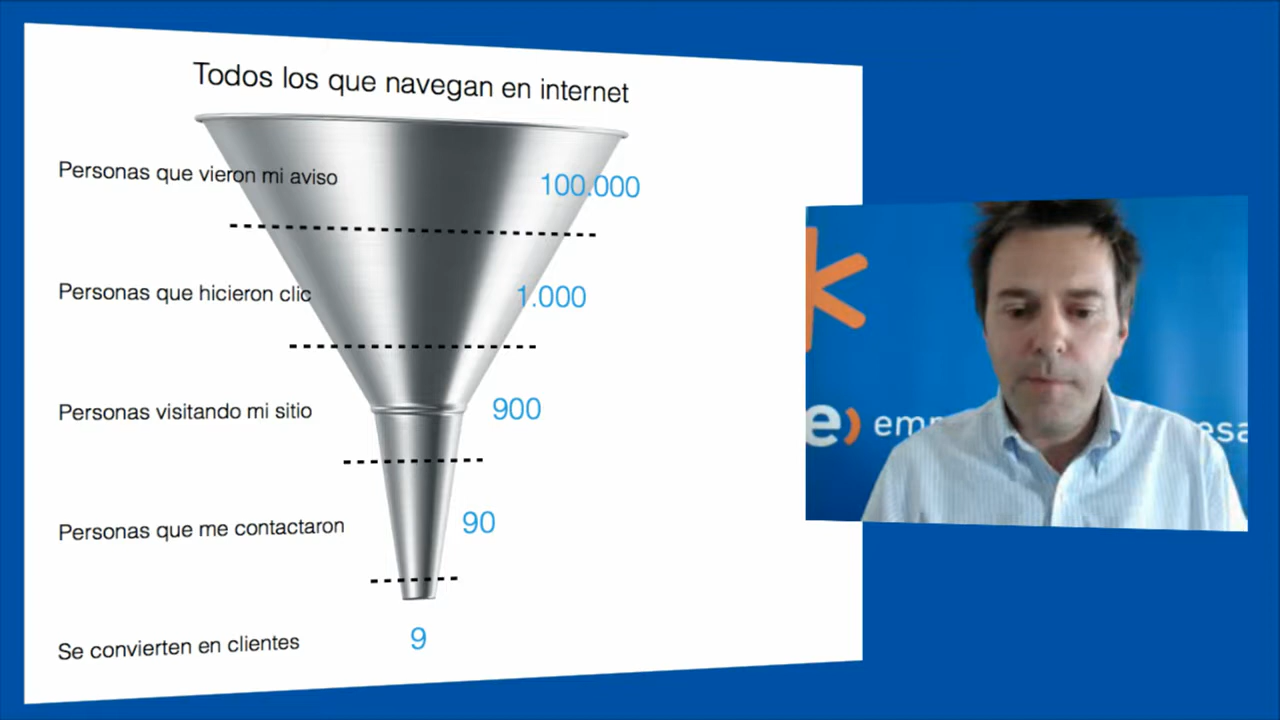 Todos los que navegan en internet
Personas que vieron mi aviso
100.000
Personas que hicieron clic
1.000
Personas visitando mi sitio
900
Personas que me contactaron
90
Se convierten en clientes
9
e)